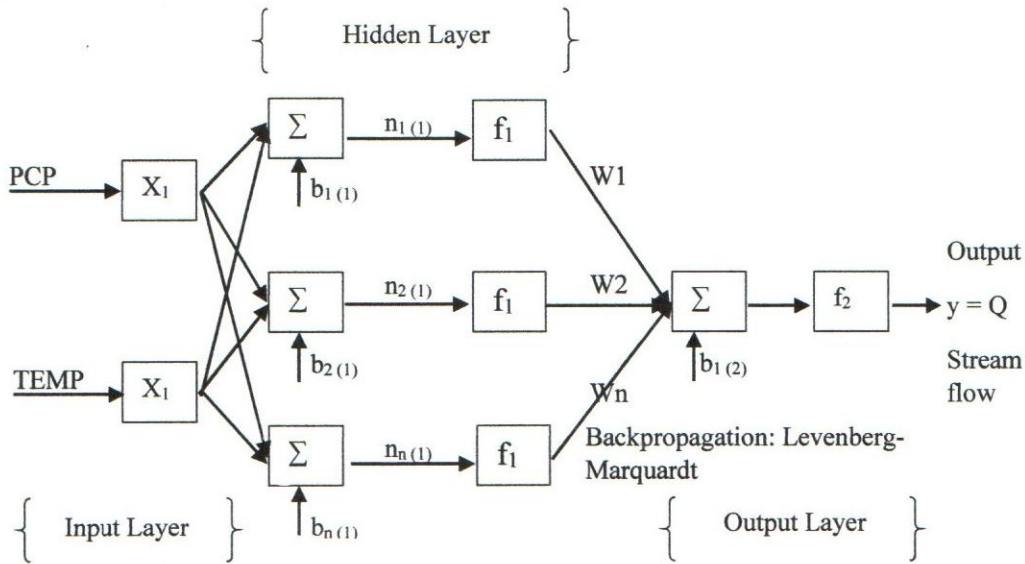 Hidden Layer
Σ
n1 (1)
f1
b1 (1)
PCP
X1
W1
Σ
n2 (1)
f1
W2
Σ
f2
Output
y = Q
Stream
flow
b2 (1)
b1 (2)
TEMP
X1
Wn
Σ
nn (1)
f1
Backpropagation: Levenberg-
Marquardt
bn (1)
Input Layer
Output Layer